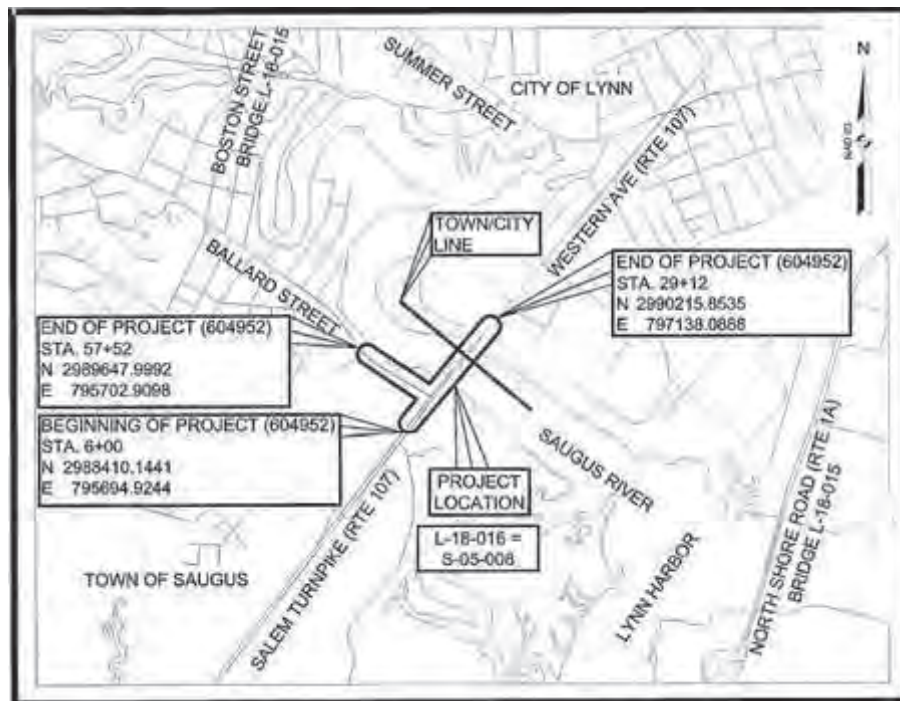 SUMMER STREET
BOSTON STREET
BRIDGE L-18-015
CITY OF LYNN
N
NAD 83
WESTERN AVE (RTE 107)
TOWN/CITY
LINE
BALLARD STREET
END OF PROJECT (604952)
STA. 29+12
N 2990215.8535
E 797138.0888
END OF PROJECT (604952)
STA. 57+52
N 2989647.9992
E 795702.9098
BEGINNING OF PROJECT (604952)
STA. 6+00
N 2988410.1441
E 795694.9244
PROJECT
LOCATION
L-18-016 =
S-05-008
SAUGUS RIVER
TOWN OF SAUGUS
SALEM TURNPIKE (RTE 107)
LYNN HARBOR
NORTH SHORE ROAD (RTE 1A)
BRIDGE L-18-015